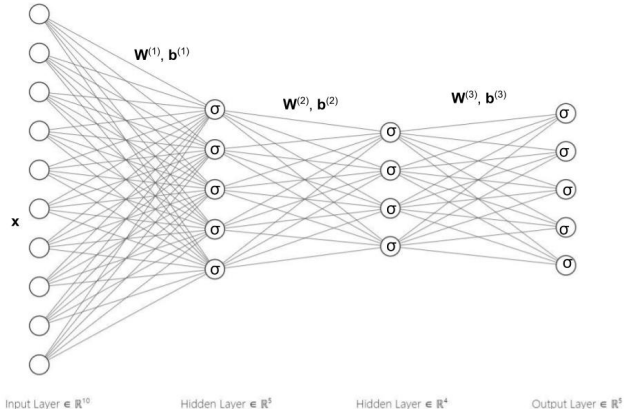 W⁽¹⁾, b⁽¹⁾
W⁽²⁾, b⁽²⁾
W⁽³⁾, b⁽³⁾
x
σ
σ
σ
σ
σ
σ
σ
σ
σ
σ
σ
σ
σ
σ
Input Layer ∈ ℝ¹⁰
Hidden Layer ∈ ℝ⁵
Hidden Layer ∈ ℝ⁴
Output Layer ∈ ℝ⁵